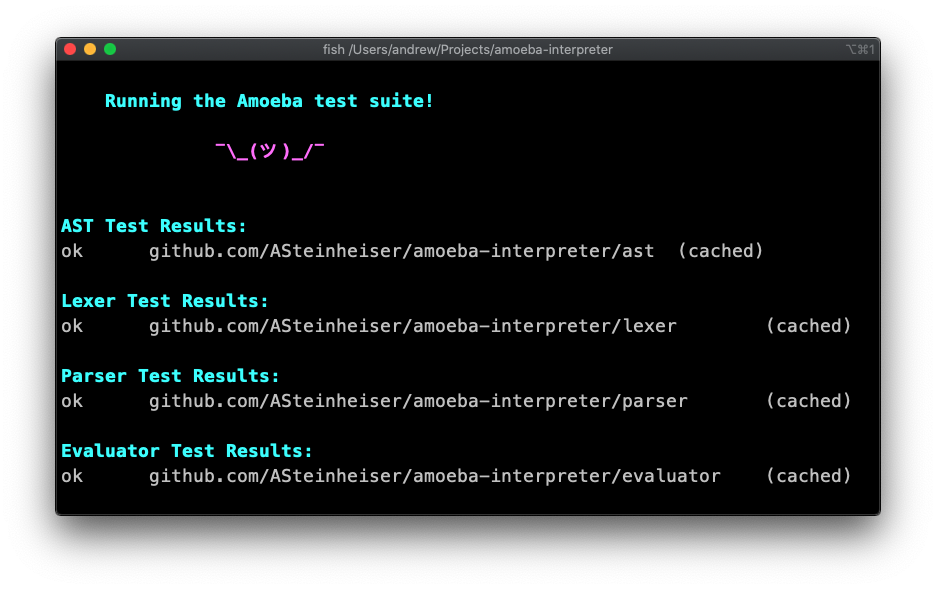 fish /Users/andrew/Projects/amoeba-interpreter ⌥⌘1
Running the Amoeba test suite!
¯\_(ツ)_/¯
AST Test Results:
ok github.com/ASteinheiser/amoeba-interpreter/ast (cached)
Lexer Test Results:
ok github.com/ASteinheiser/amoeba-interpreter/lexer (cached)
Parser Test Results:
ok github.com/ASteinheiser/amoeba-interpreter/parser (cached)
Evaluator Test Results:
ok github.com/ASteinheiser/amoeba-interpreter/evaluator (cached)